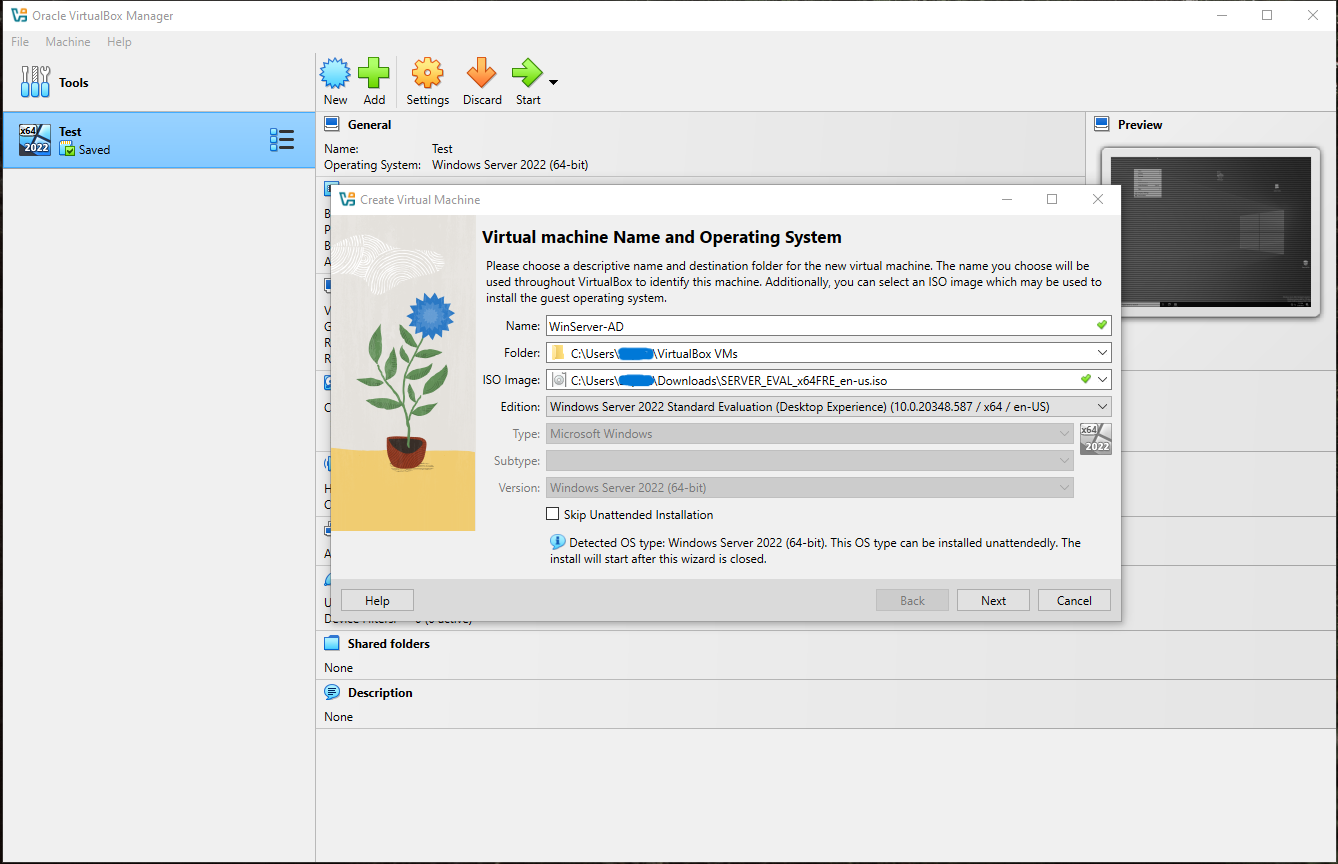 Oracle VirtualBox Manager
File Machine Help
Tools
New Add Settings Discard Start
x64 2022
Test
Saved
General
Name: Test
Operating System: Windows Server 2022 (64-bit)
Preview
Create Virtual Machine
Virtual machine Name and Operating System
Please choose a descriptive name and destination folder for the new virtual machine. The name you choose will be
used throughout VirtualBox to identify this machine. Additionally, you can select an ISO image which may be used to
install the guest operating system.
Name: WinServer-AD
Folder: C:\Users\ \VirtualBox VMs
ISO Image: C:\Users\ \Downloads\SERVER_EVAL_x64FRE_en-us.iso
Edition: Windows Server 2022 Standard Evaluation (Desktop Experience) (10.0.20348.587 / x64 / en-US)
Type: Microsoft Windows
x64 2022
Subtype:
Version: Windows Server 2022 (64-bit)
Skip Unattended Installation
Detected OS type: Windows Server 2022 (64-bit). This OS type can be installed unattendedly. The
install will start after this wizard is closed.
Help Back Next Cancel
Shared folders
None
Description
None